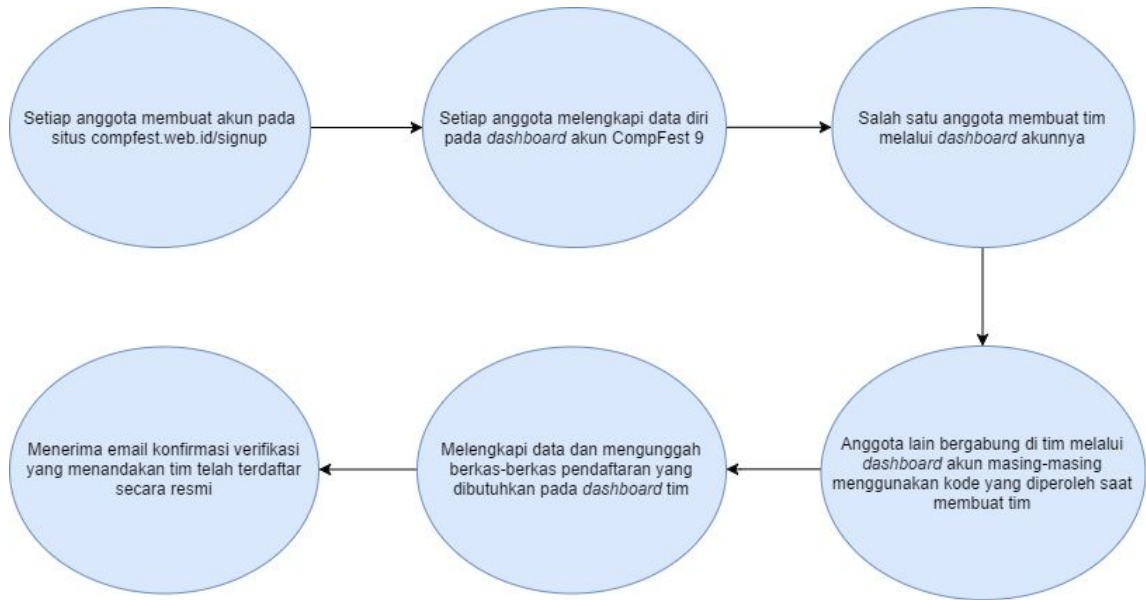 Setiap anggota membuat akun pada
situs compfest.web.id/signup
Setiap anggota melengkapi data diri
pada dashboard akun CompFest 9
Salah satu anggota membuat tim
melalui dashboard akunnya
Anggota lain bergabung di tim melalui
dashboard akun masing-masing
menggunakan kode yang diperoleh saat
membuat tim
Melengkapi data dan mengunggah
berkas-berkas pendaftaran yang
dibutuhkan pada dashboard tim
Menerima email konfirmasi verifikasi
yang menandakan tim telah terdaftar
secara resmi